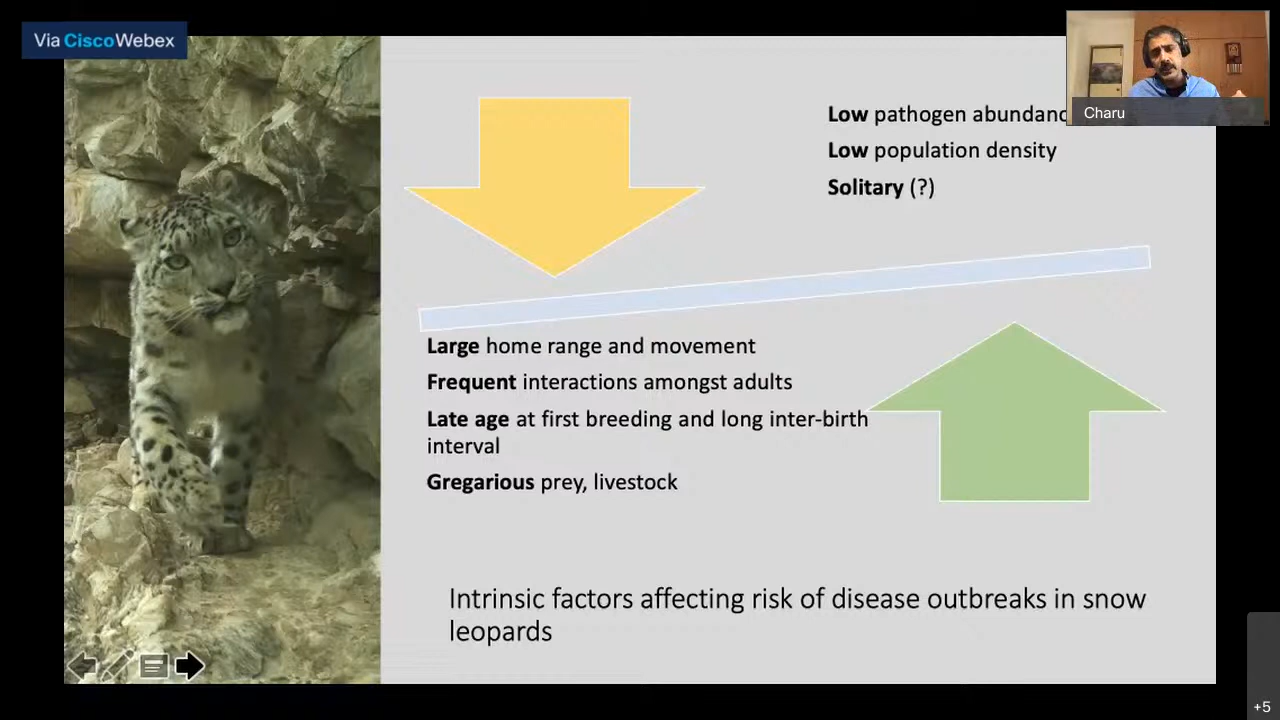 Via CiscoWebex
Charu
Low pathogen abundanc
Low population density
Solitary (?)
Large home range and movement
Frequent interactions amongst adults
Late age at first breeding and long inter-birth
interval
Gregarious prey, livestock
Intrinsic factors affecting risk of disease outbreaks in snow
leopards
+5